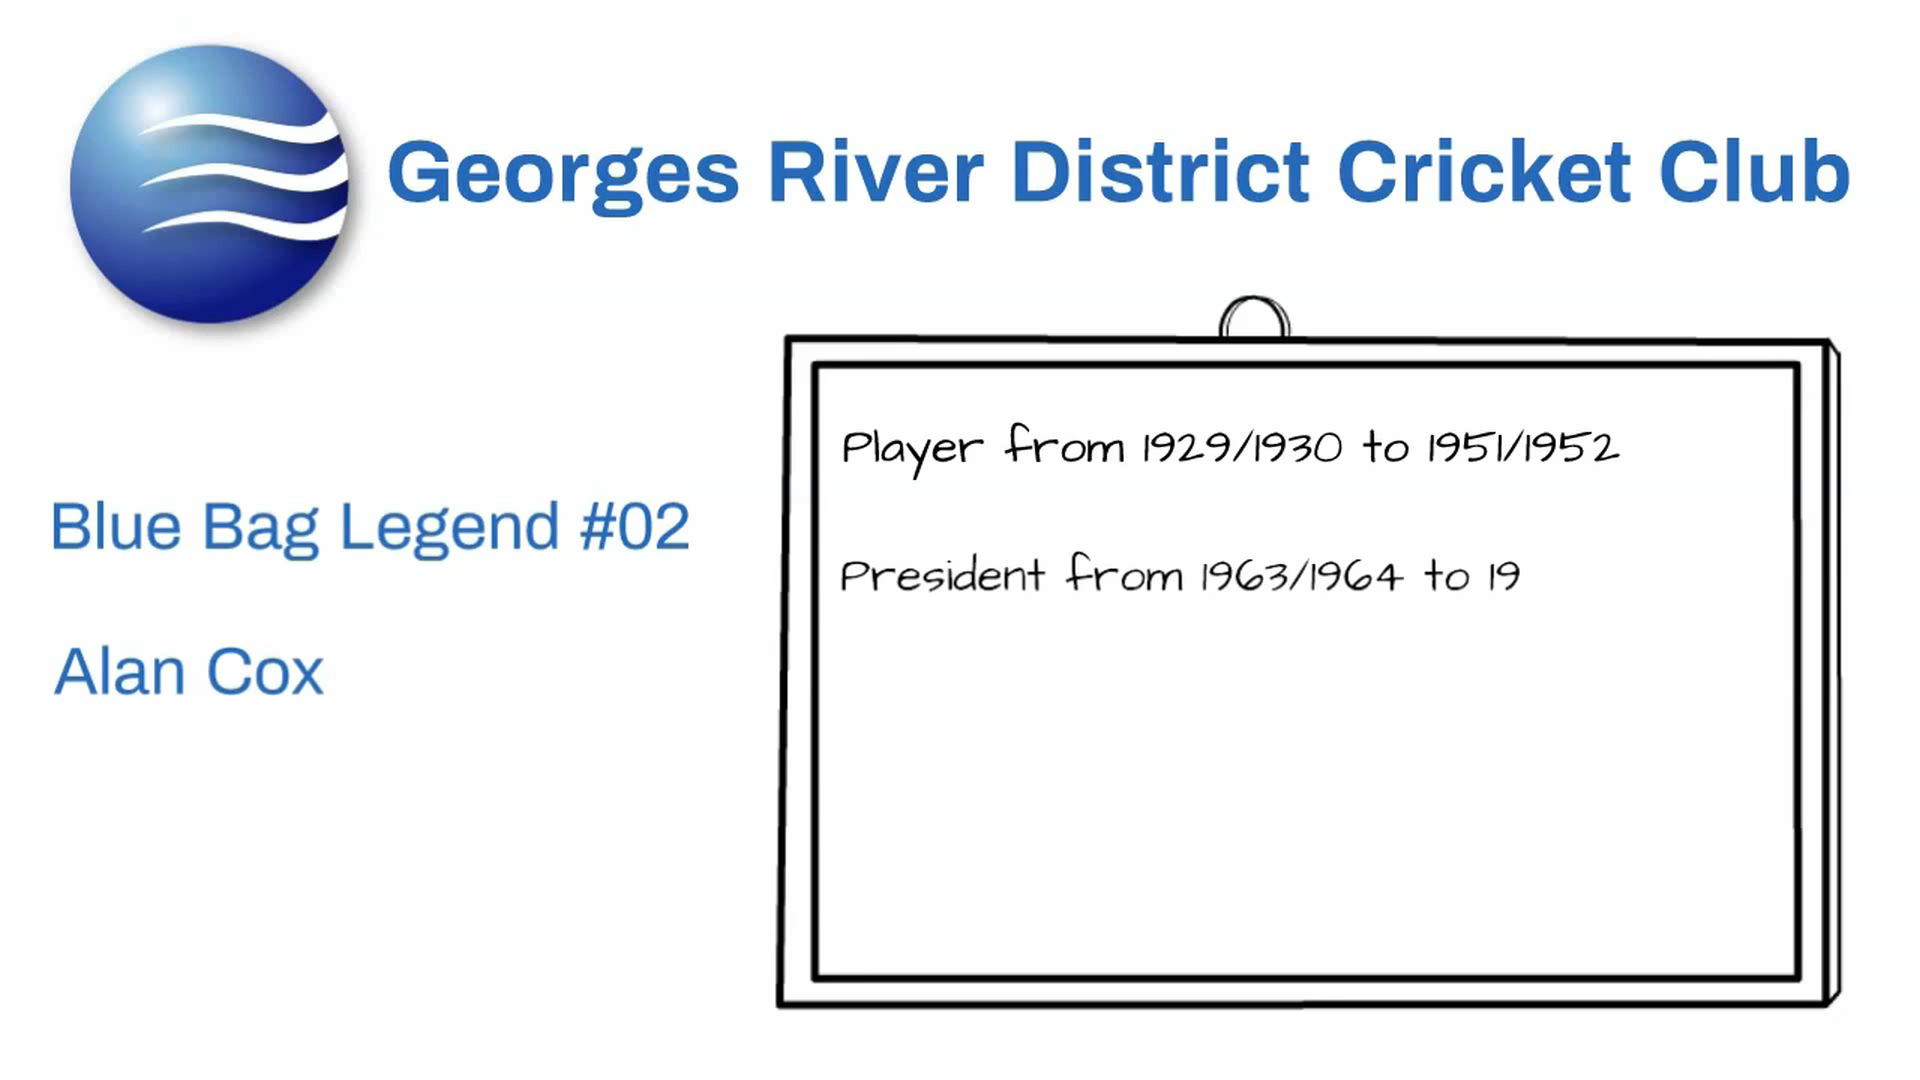 Georges River District Cricket Club
Blue Bag Legend #02
Alan Cox
Player from 1929/1930 to 1951/1952
President from 1963/1964 to 19